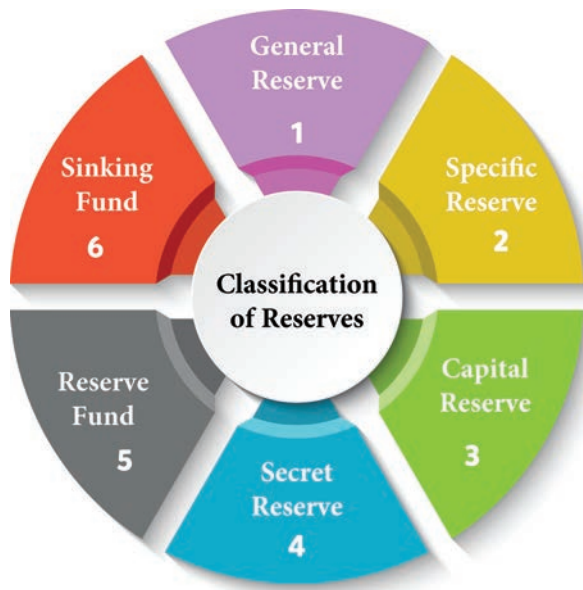 General
Reserve
1
Specific
Reserve
2
Capital
Reserve
3
Secret
Reserve
4
Reserve
Fund
5
Sinking
Fund
6
Classification
of Reserves